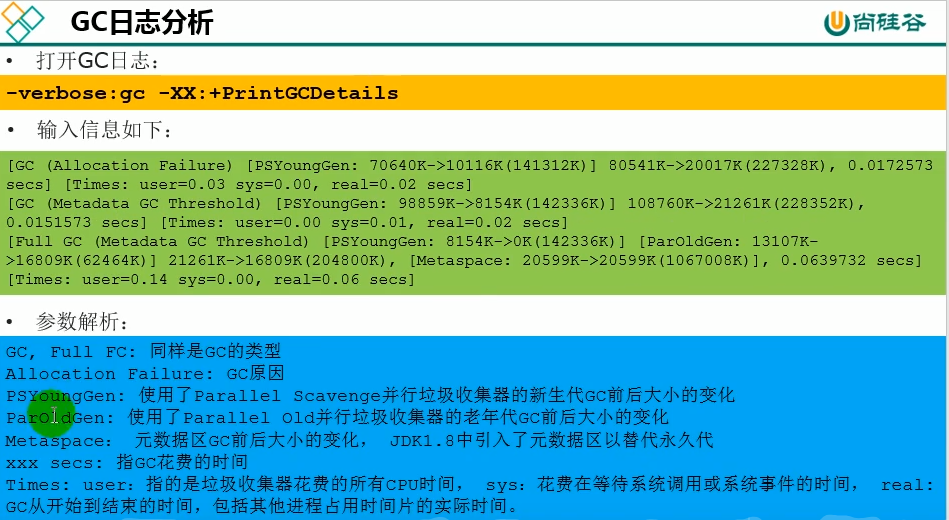 GC日志分析
尚硅谷
• 打开GC日志：
-verbose:gc -XX:+PrintGCDetails
• 输入信息如下：
[GC (Allocation Failure) [PSYoungGen: 70640K->10116K(141312K)] 80541K->20017K(227328K), 0.0172573
secs] [Times: user=0.03 sys=0.00, real=0.02 secs]
[GC (Metadata GC Threshold) [PSYoungGen: 98859K->8154K(142336K)] 108760K->21261K(228352K),
0.0151573 secs] [Times: user=0.00 sys=0.01, real=0.02 secs]
[Full GC (Metadata GC Threshold) [PSYoungGen: 8154K->0K(142336K)] [ParOldGen: 13107K-
>16809K(62464K)] 21261K->16809K(204800K), [Metaspace: 20599K->20599K(1067008K)], 0.0639732 secs]
[Times: user=0.14 sys=0.00, real=0.06 secs]
• 参数解析：
GC, Full FC: 同样是GC的类型
Allocation Failure: GC原因
PSYoungGen: 使用了Parallel Scavenge并行垃圾收集器的新生代GC前后大小的变化
ParOldGen: 使用了Parallel Old并行垃圾收集器的老年代GC前后大小的变化
Metaspace: 元数据区GC前后大小的变化， JDK1.8中引入了元数据区以替代永久代
xxx secs: 指GC花费的时间
Times: user: 指的是垃圾收集器花费的所有CPU时间， sys: 花费在等待系统调用或系统事件的时间， real:
GC从开始到结束的时间，包括其他进程占用时间片的实际时间。